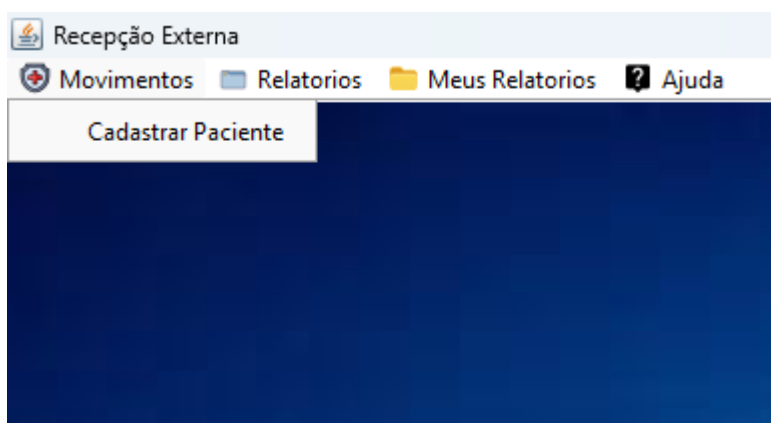 Recepção Externa
Movimentos Relatorios Meus Relatorios ? Ajuda
Cadastrar Paciente